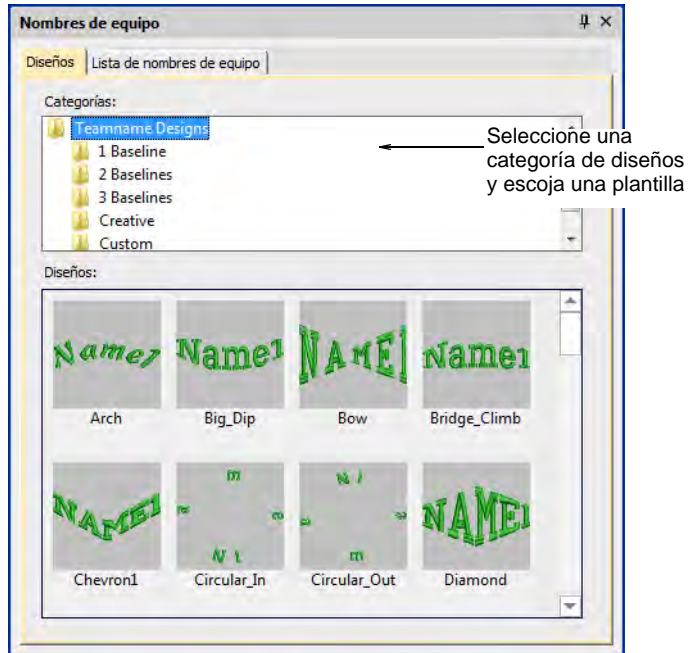 Nombres de equipo
Diseños
Lista de nombres de equipo
Categorías:
Teamname Designs
1 Baseline
2 Baselines
3 Baselines
Creative
Custom
Seleccione una
categoría de diseños
y escoja una plantilla
Diseños:
Name1
Name1
NAME1
Name1
Arch
Big_Dip
Bow
Bridge_Climb
NAME1
NAME1
Chevron1
Circular_In
Circular_Out
Diamond